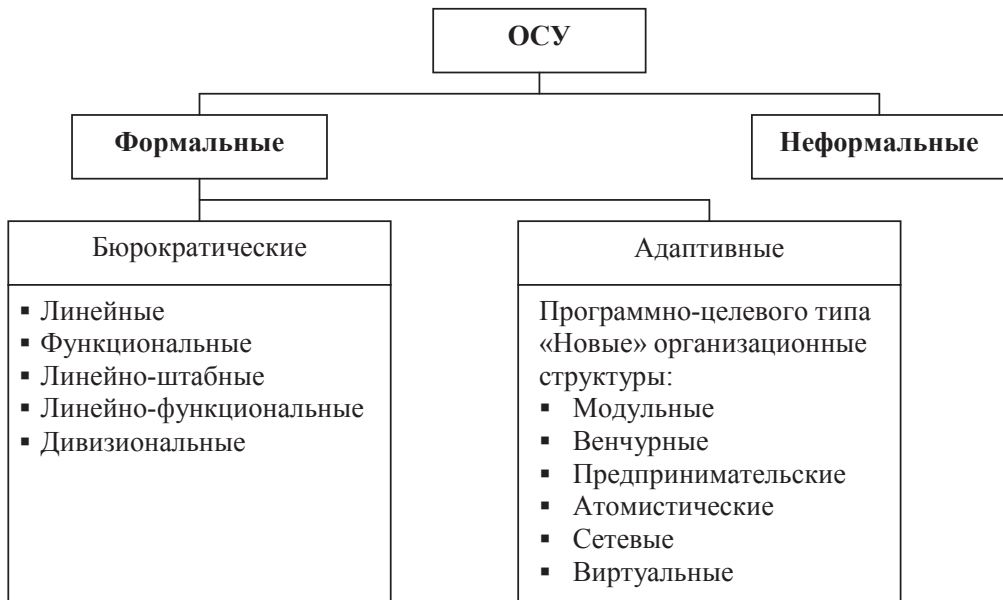 ОСУ
Формальные
Неформальные
Бюрократические
▪ Линейные
▪ Функциональные
▪ Линейно-штабные
▪ Линейно-функциональные
▪ Дивизиональные
Адаптивные
Программно-целевого типа
«Новые» организационные
структуры:
▪ Модульные
▪ Венчурные
▪ Предпринимательские
▪ Атомистические
▪ Сетевые
▪ Виртуальные